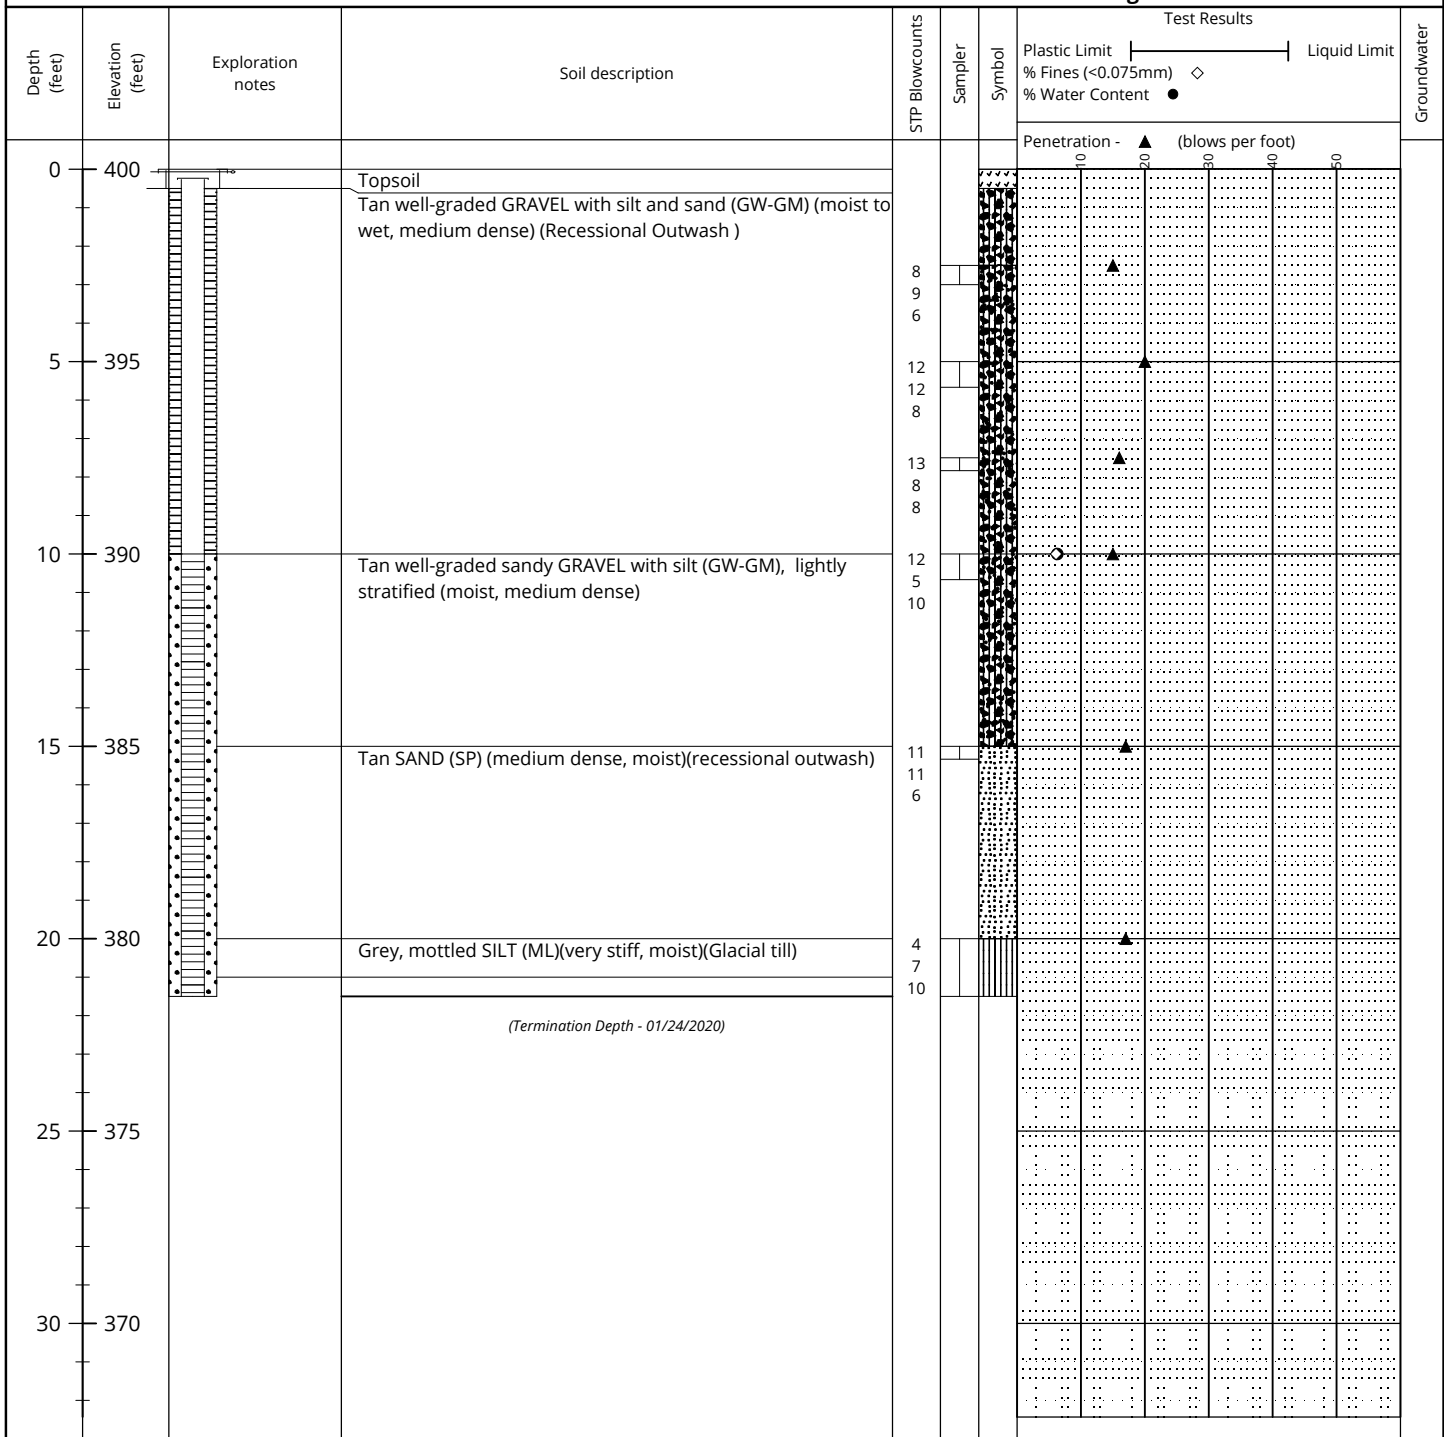 Depth
(feet)
Elevation
(feet)
Exploration
notes
Soil description
STP Blowcounts
Sampler
Symbol
Test Results
Plastic Limit
Liquid Limit
% Fines (<0.075mm)
% Water Content
Penetration - (blows per foot)
Groundwater
10
20
30
40
50
0
400
Topsoil
Tan well-graded GRAVEL with silt and sand (GW-GM) (moist to
wet, medium dense) (Recessional Outwash )
8
9
6
5
395
12
12
8
13
8
8
10
390
Tan well-graded sandy GRAVEL with silt (GW-GM), lightly
stratified (moist, medium dense)
12
5
10
15
385
Tan SAND (SP) (medium dense, moist)(recessional outwash)
11
11
6
20
380
Grey, mottled SILT (ML)(very stiff, moist)(Glacial till)
4
7
10
(Termination Depth - 01/24/2020)
25
375
30
370